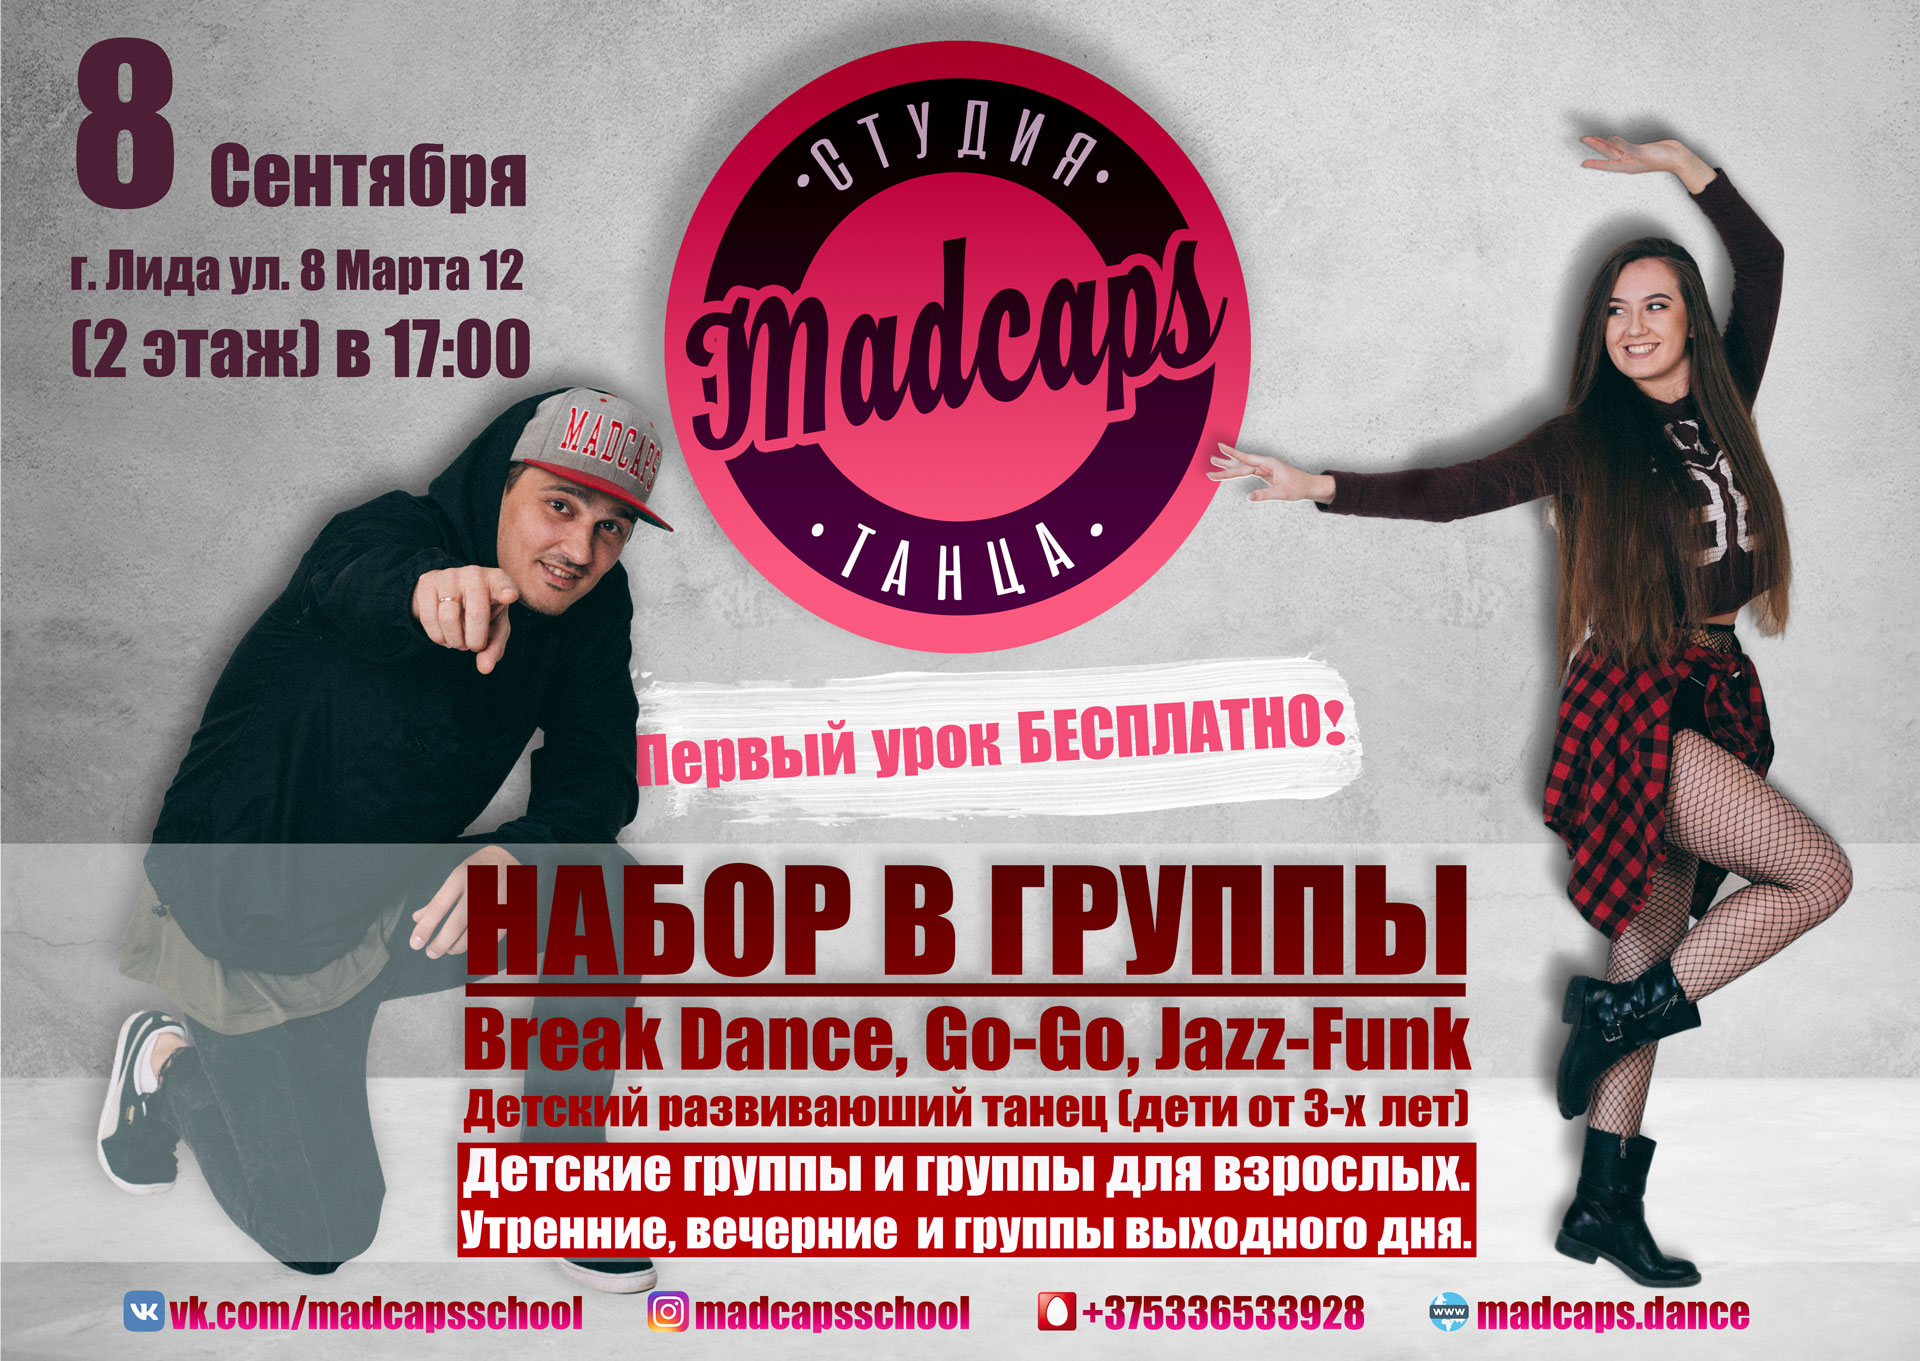 8 Сентября
г. Лида ул. 8 Марта 12
(2 этаж) в 17:00
•СТУДИЯ•
Madcaps
•ТАНЦА•
MADCAPS
Первый урок БЕСПЛАТНО!
НАБОР В ГРУППЫ
Break Dance, Go-Go, Jazz-Funk
Детский развиваюший танец (дети от 3-х лет)
Детские группы и группы для взрослых.
Утренние, вечерние и группы выходного дня.
vk.com/madcapsschool
madcapsschool
+375336533928
www madcaps.dance